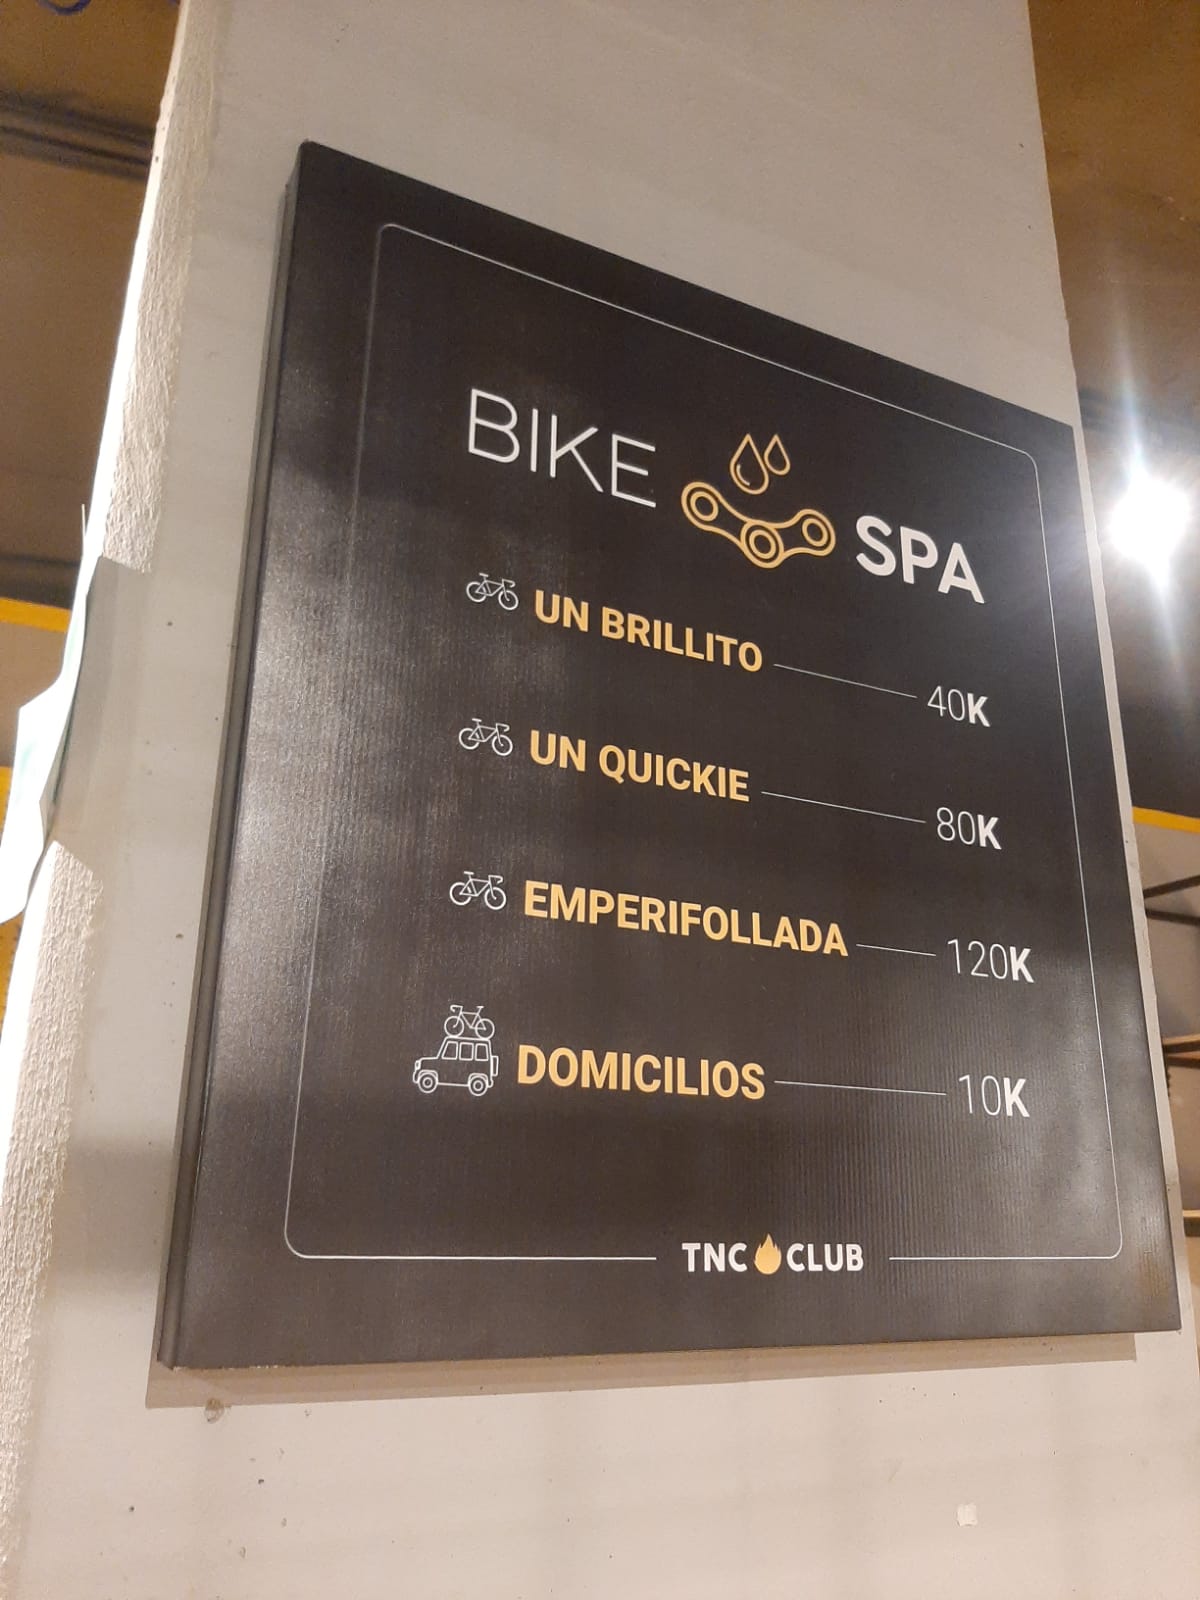 BIKE SPA
UN BRILLITO 40K
UN QUICKIE 80K
EMPERIFOLLADA 120K
DOMICILIOS 10K
TNC CLUB